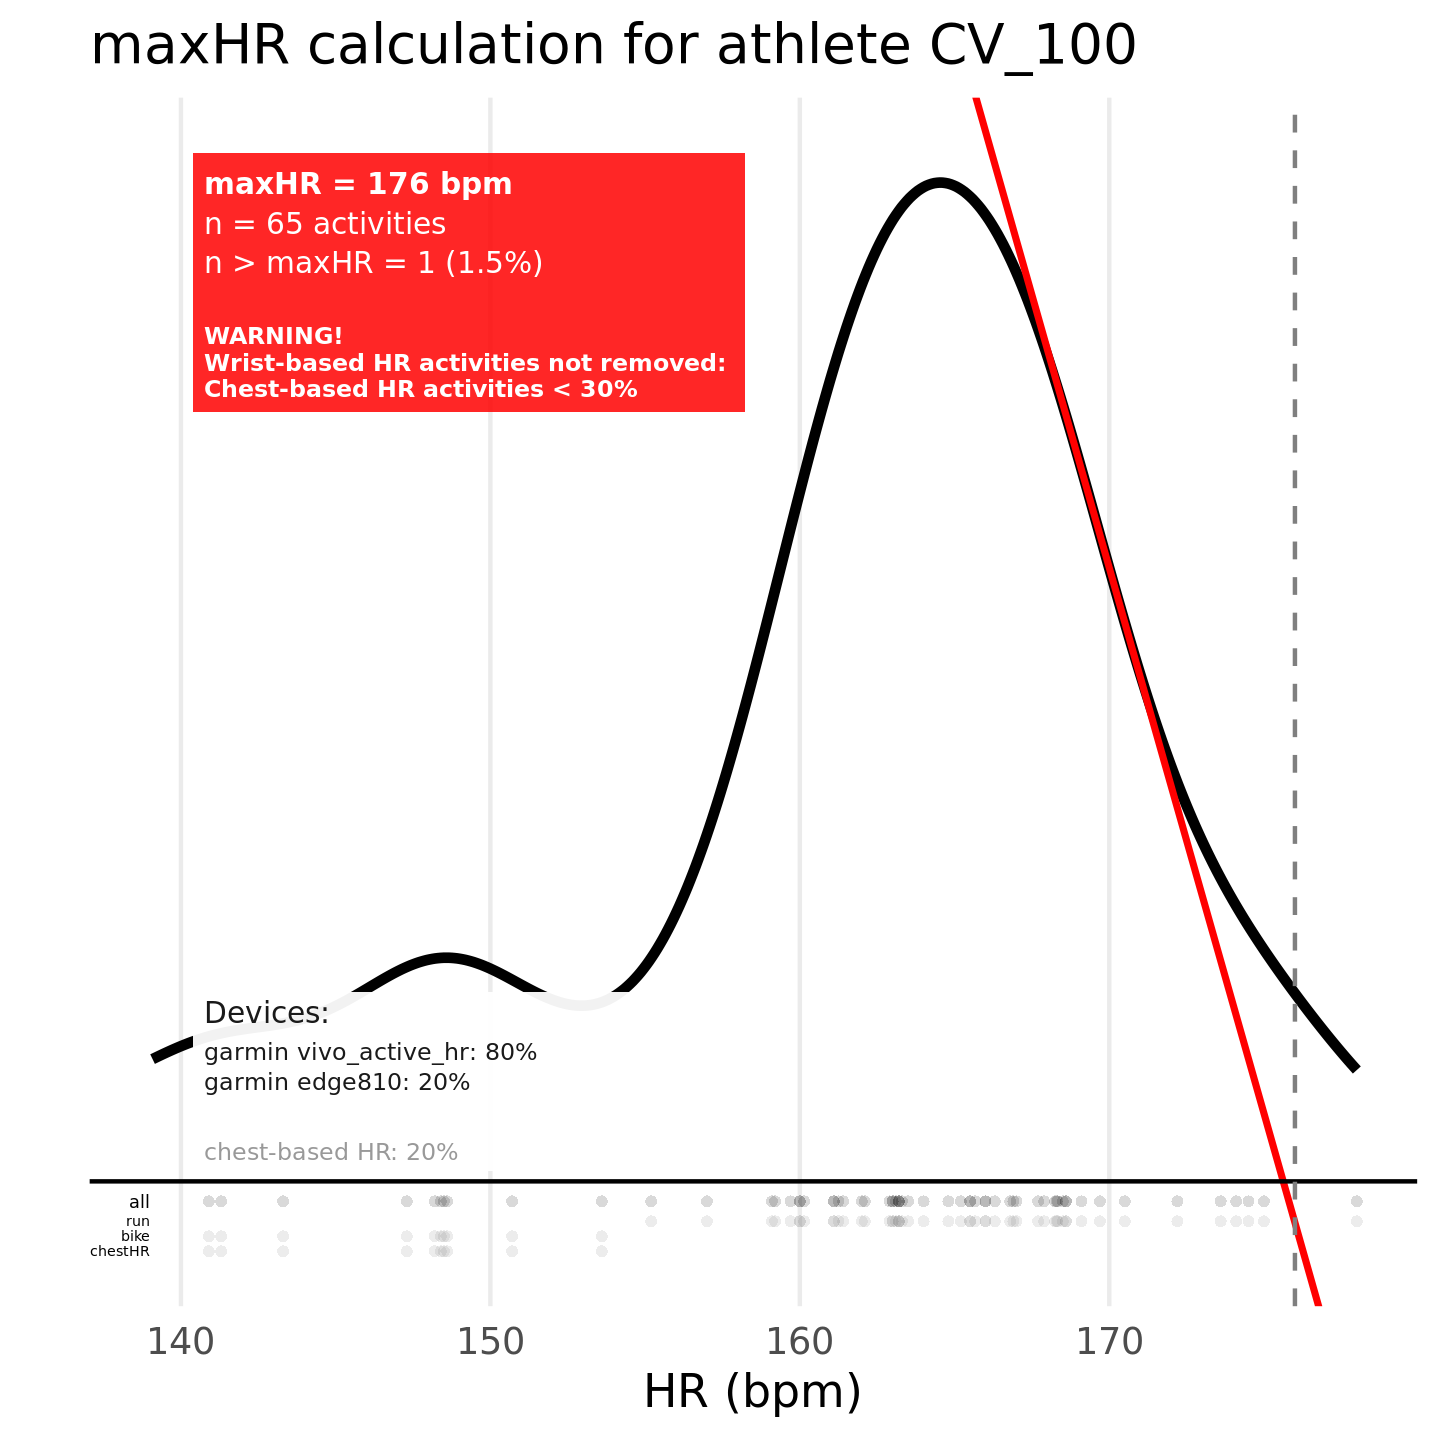 maxHR calculation for athlete CV_100
maxHR = 176 bpm
n = 65 activities
n > maxHR = 1 (1.5%)
WARNING!
Wrist-based HR activities not removed:
Chest-based HR activities < 30%
Devices:
garmin vivo_active_hr: 80%
garmin edge810: 20%
chest-based HR: 20%
all
run
bike
chestHR
140 150 160 170
HR (bpm)